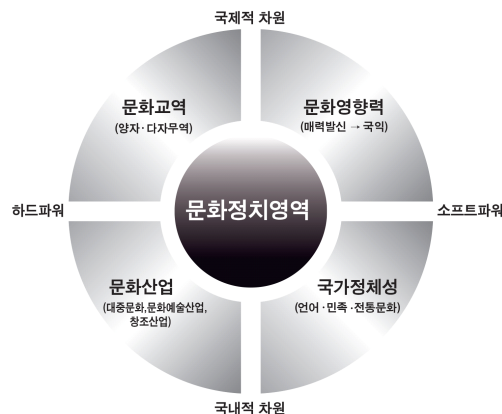 국제적 차원
문화교역
(양자·다자무역)
문화영향력
(매력발신 → 국익)
하드파워
문화정치영역
소프트파워
문화산업
(대중문화,문화예술산업,
창조산업)
국가정체성
(언어·민족·전통문화)
국내적 차원